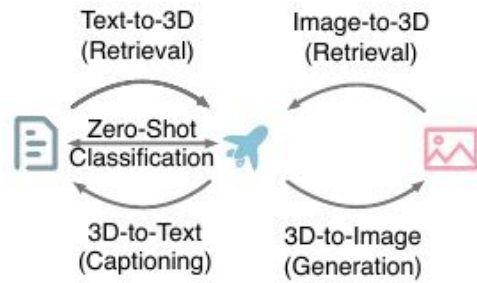 Text-to-3D
(Retrieval)
Image-to-3D
(Retrieval)
Zero-Shot
Classification
3D-to-Text
(Captioning)
3D-to-Image
(Generation)